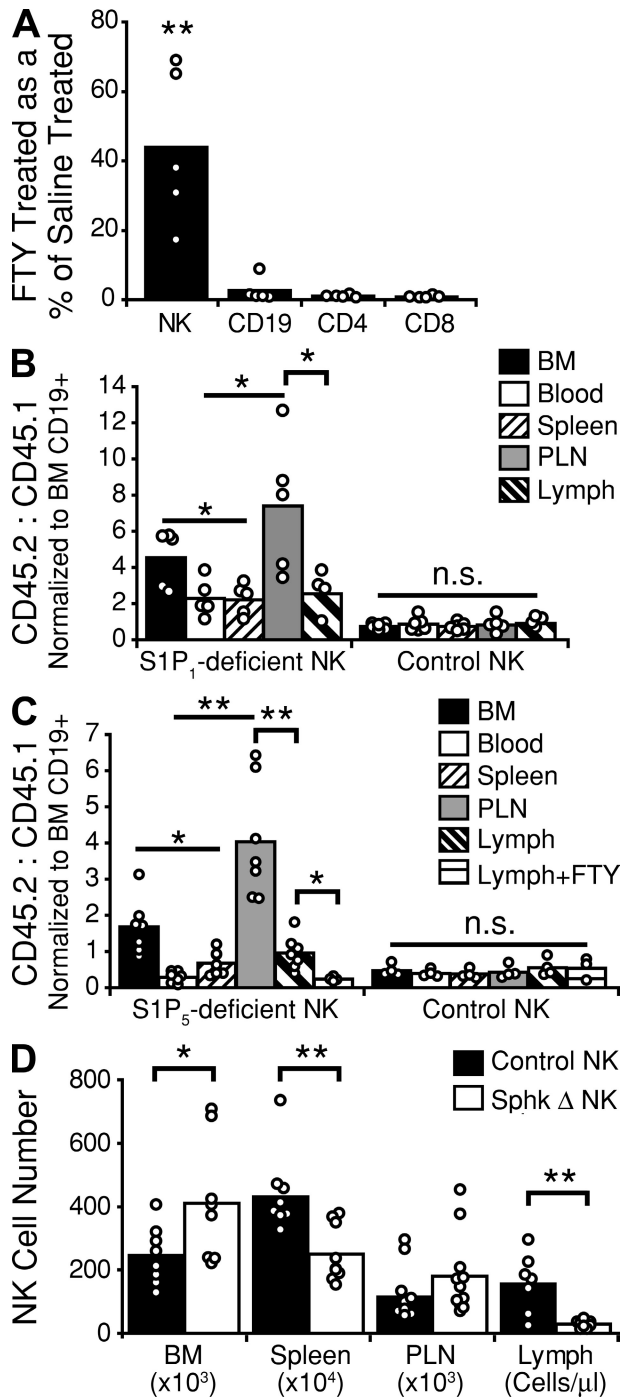 A
FTY Treated as a
% of Saline Treated
80
60
40
20
0
**
NK CD19 CD4 CD8
B
CD45.2 : CD45.1
Normalized to BM CD19+
14
12
10
8
6
4
2
0
*
*
*
n.s.
BM
Blood
Spleen
PLN
Lymph
S1P1-deficient NK Control NK
C
CD45.2 : CD45.1
Normalized to BM CD19+
7
6
5
4
3
2
1
0
**
**
*
*
n.s.
BM
Blood
Spleen
PLN
Lymph
Lymph+FTY
S1P5-deficient NK Control NK
D
NK Cell Number
800
600
400
200
0
*
**
**
Control NK
Sphk Δ NK
BM Spleen PLN Lymph
(x10³) (x10⁴) (x10³) (Cells/μl)